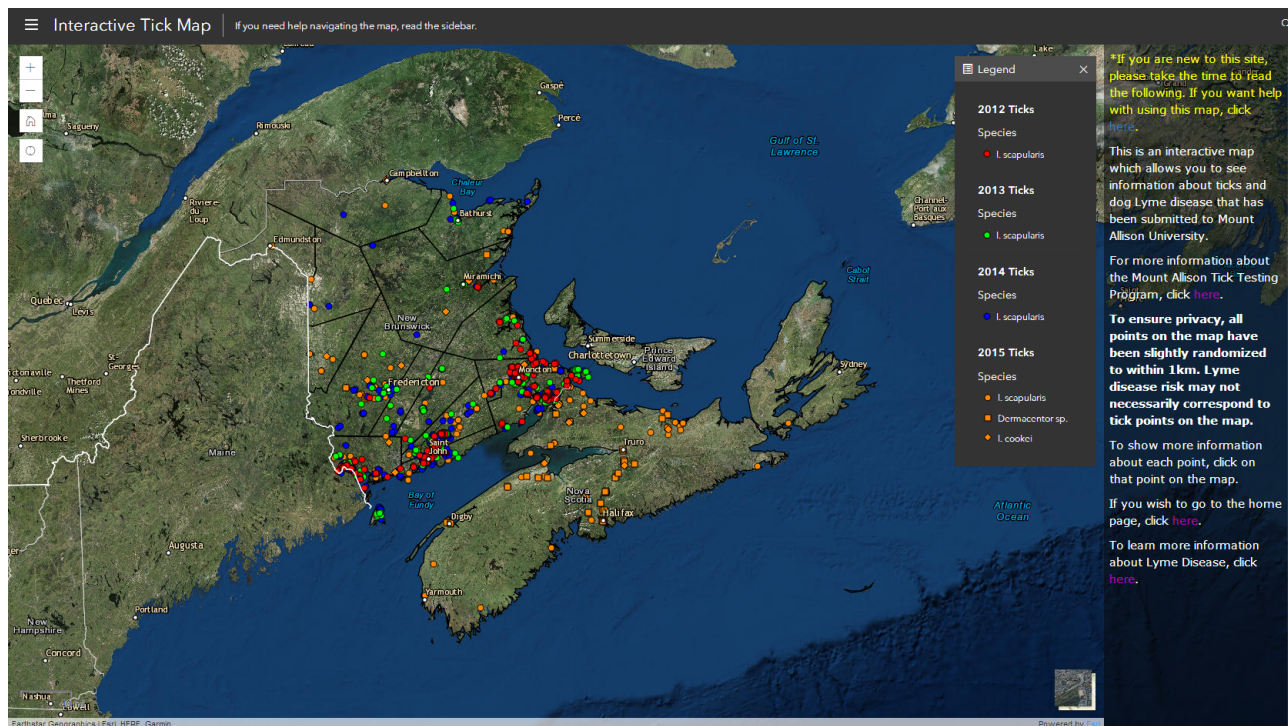 Interactive Tick Map
If you need help navigating the map, read the sidebar.
Legend
2012 Ticks
Species
I. scapularis
2013 Ticks
Species
I. scapularis
2014 Ticks
Species
I. scapularis
2015 Ticks
Species
I. scapularis
Dermacentor sp.
I. cookei
*If you are new to this site,
please take the time to read
the following. If you want help
with using this map, click
here.
This is an interactive map
which allows you to see
information about ticks and
dog Lyme disease that has
been submitted to Mount
Allison University.
For more information about
the Mount Allison Tick Testing
Program, click here.
To ensure privacy, all
points on the map have
been slightly randomized
to within 1km. Lyme
disease risk may not
necessarily correspond to
tick points on the map.
To show more information
about each point, click on
that point on the map.
If you wish to go to the home
page, click here.
To learn more information
about Lyme Disease, click
here.
Lake
Gaspé
Percé
Sagueny
Rimouski
Gulf of St.
Lawrence
Campbellton
Chaleur
Bay
Bathurst
Riviere-
du-
Loup
Channel-
Port aux
Basques
Edmundston
Cabot
Strait
Miramichi
Quebec
Levis
New
Brunswick
Summerside
Charlottetown
Prince
Edward
Island
St-
Georges
Moncton
Sydney
Thetford
Mines
Fredericton
Sherbrooke
Maine
Saint
John
Truro
Bay of
Fundy
Nova
Scotia
Halifax
Atlantic
Ocean
Digby
Augusta
Yarmouth
Portland
New
Hampshire
Concord
Nashua
Lowell
Earthstar Geographics | Esri, HERE, Garmin
Powered by Esri